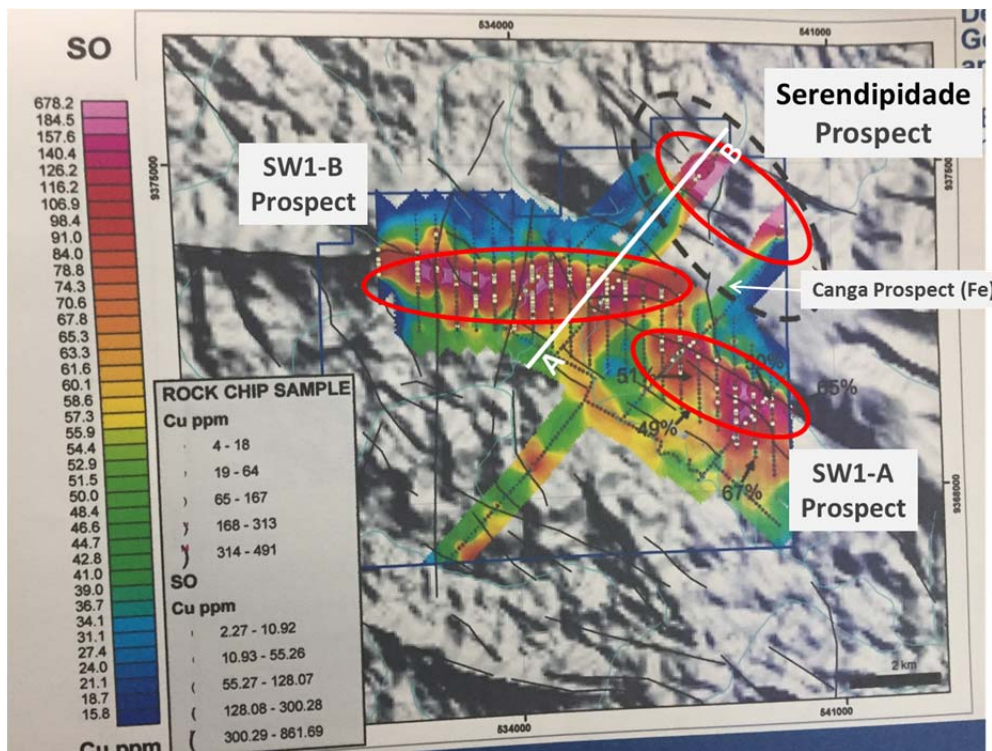 SO
678.2
184.5
157.6
140.4
126.2
116.2
106.9
98.4
91.0
84.0
78.8
74.3
70.6
67.8
65.3
63.3
61.6
60.1
58.6
57.3
55.9
54.4
52.9
51.5
50.0
48.4
46.6
44.7
42.8
41.0
39.0
36.7
34.1
31.1
27.4
24.0
21.1
18.7
15.8
Cu ppm
534000
541000
9375000
9375000
Serendipidade
Prospect
SW1-B
Prospect
B
A
Canga Prospect (Fe)
51%
50%
65%
49%
67%
SW1-A
Prospect
9368000
ROCK CHIP SAMPLE
Cu ppm
4 - 18
19 - 64
65 - 167
168 - 313
314 - 491
SO
Cu ppm
2.27 - 10.92
10.93 - 55.26
55.27 - 128.07
128.08 - 300.28
300.29 - 861.69
2 km
534000
541000